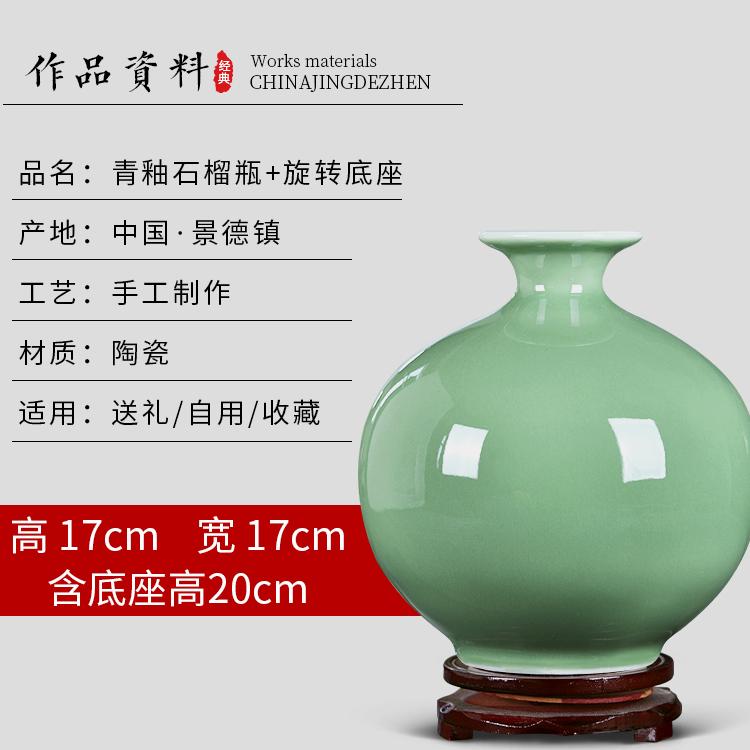 作品資料
经典
Works materials
CHINAJINGDEZHEN
品名：青釉石榴瓶+旋转底座
产地：中国·景德镇
工艺：手工制作
材质：陶瓷
适用：送礼/自用/收藏
高 17cm 宽 17cm
含底座高20cm